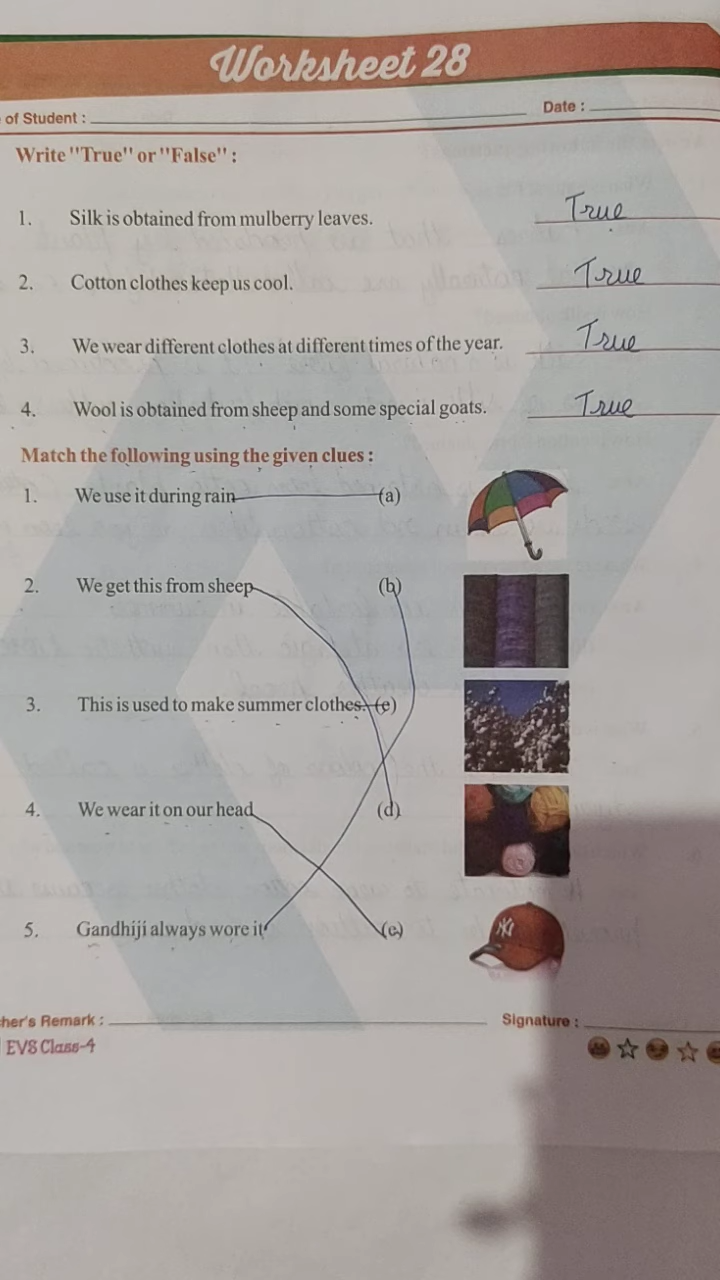 Worksheet 28
of Student :
Date :
Write "True" or "False" :
1. Silk is obtained from mulberry leaves. True
2. Cotton clothes keep us cool. True
3. We wear different clothes at different times of the year. True
4. Wool is obtained from sheep and some special goats. True
Match the following using the given clues :
1. We use it during rain (a)
2. We get this from sheep (b)
3. This is used to make summer clothes. (c)
4. We wear it on our head (d)
5. Gandhiji always wore it (e)
NY
her's Remark :
Signature :
EVS Class-4